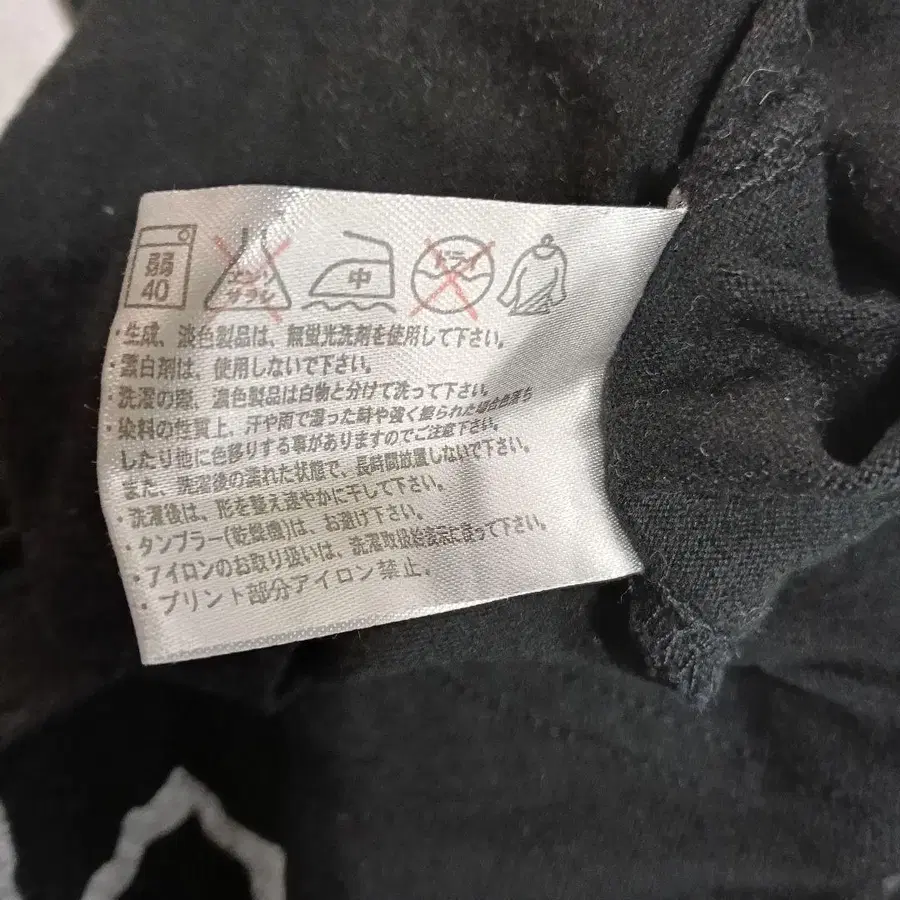 弱
40
エンソ
サラシ
中
ドライ
・生成、淡色製品は、無蛍光洗剤を使用して下さい。
・漂白剤は、使用しないで下さい。
・洗濯の際、濃色製品は白物と分けて洗って下さい。
・染料の性質上、汗や雨で湿った時や強く擦られた場合色落ち
したり他に色移りする事がありますのでご注意下さい。
また、洗濯後の濡れた状態で、長時間放置しないで下さい。
・洗濯後は、形を整え速やかに干して下さい。
・タンブラー(乾燥機)は、お避け下さい。
・アイロンのお取り扱いは、洗濯取扱絵表示に従って下さい。
・プリント部分アイロン禁止.